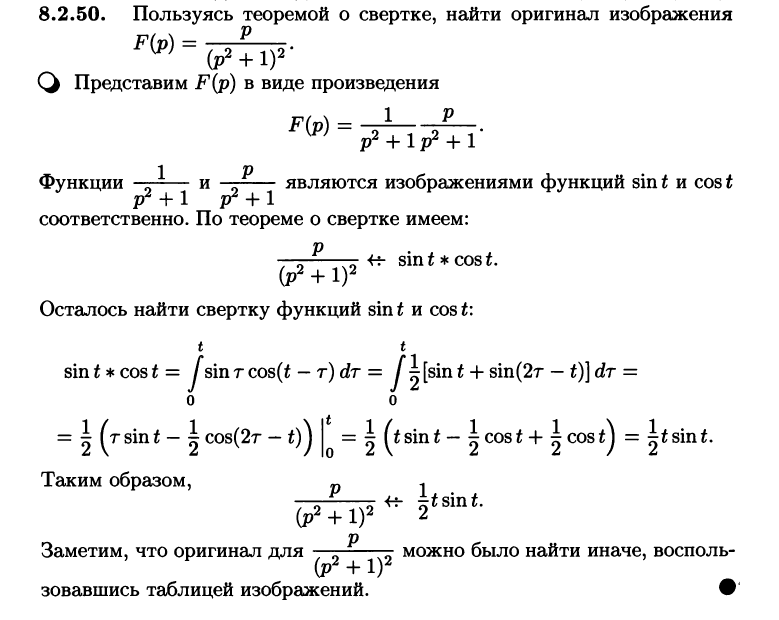 8.2.50. Пользуясь теоремой о свертке, найти оригинал изображения
F(p) = p/(p² + 1)².
Представим F(p) в виде произведения
F(p) = 1/(p² + 1) p/(p² + 1).
Функции 1/(p² + 1) и p/(p² + 1) являются изображениями функций sin t и cos t
соответственно. По теореме о свертке имеем:
p/(p² + 1)² ↔ sin t * cos t.
Осталось найти свертку функций sin t и cos t:
sin t * cos t = ∫₀ᵗ sin τ cos(t − τ) dτ = ∫₀ᵗ 1/2[sin t + sin(2τ − t)] dτ =
= 1/2 (τ sin t − 1/2 cos(2τ − t)) |₀ᵗ = 1/2 (t sin t − 1/2 cos t + 1/2 cos t) = 1/2 t sin t.
Таким образом,
p/(p² + 1)² ↔ 1/2 t sin t.
Заметим, что оригинал для p/(p² + 1)² можно было найти иначе, восполь-
зовавшись таблицей изображений.